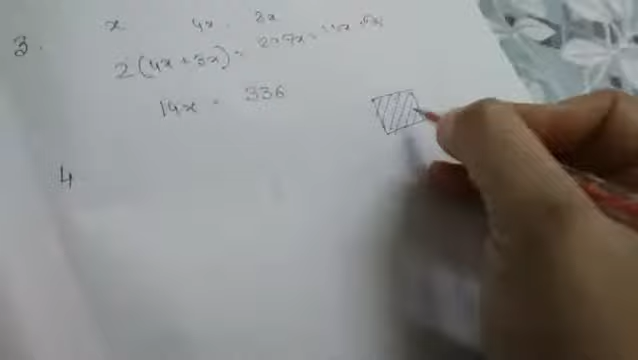 3. x 4x 3x
2(4x+3x) = 2×7x = 14x
14x = 336
4